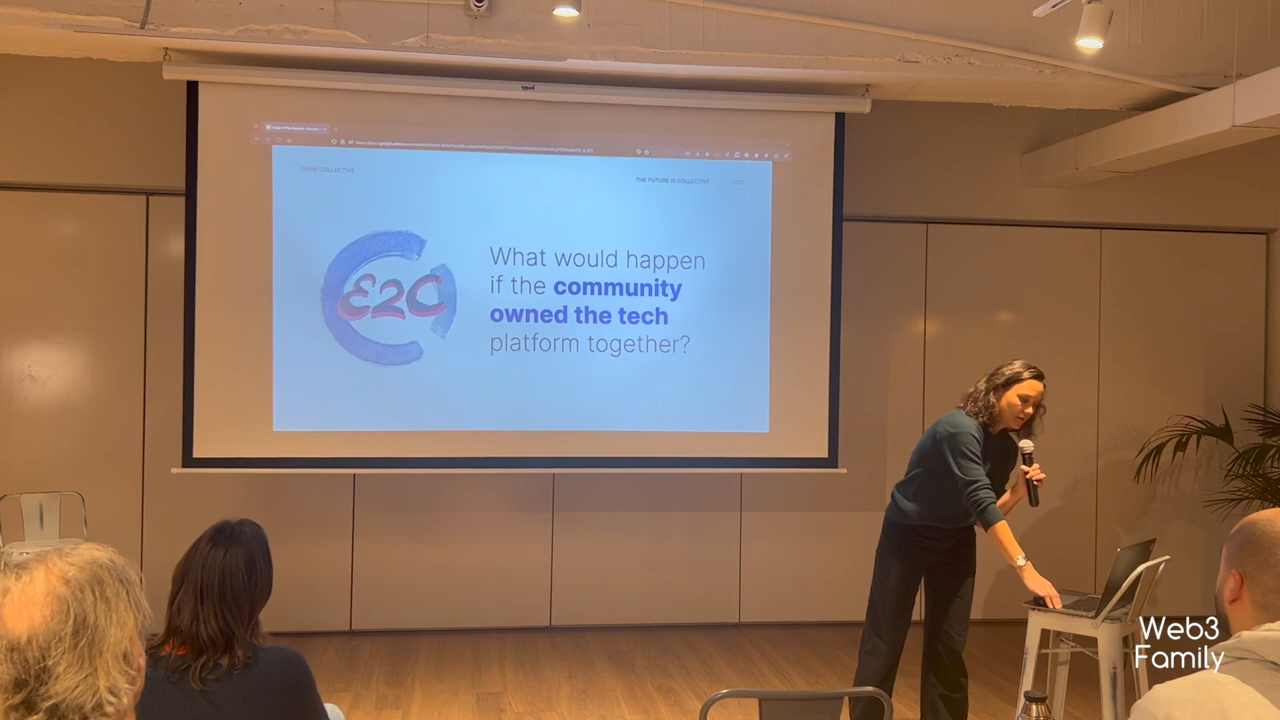 OPEN COLLECTIVE
THE FUTURE IS COLLECTIVE
E2C
What would happen
if the community
owned the tech
platform together?
Web3
Family